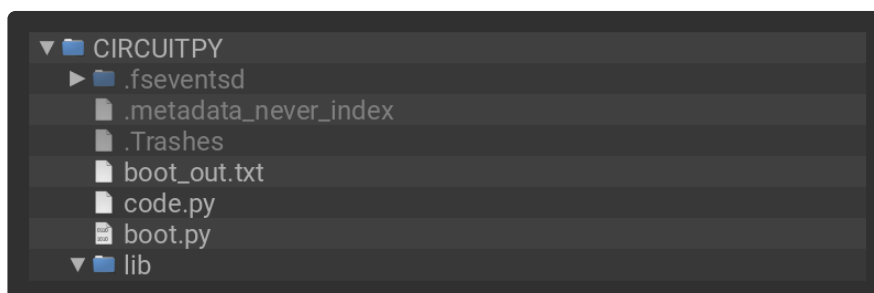 CIRCUITPY
.fseventsd
.metadata_never_index
.Trashes
boot_out.txt
code.py
boot.py
lib